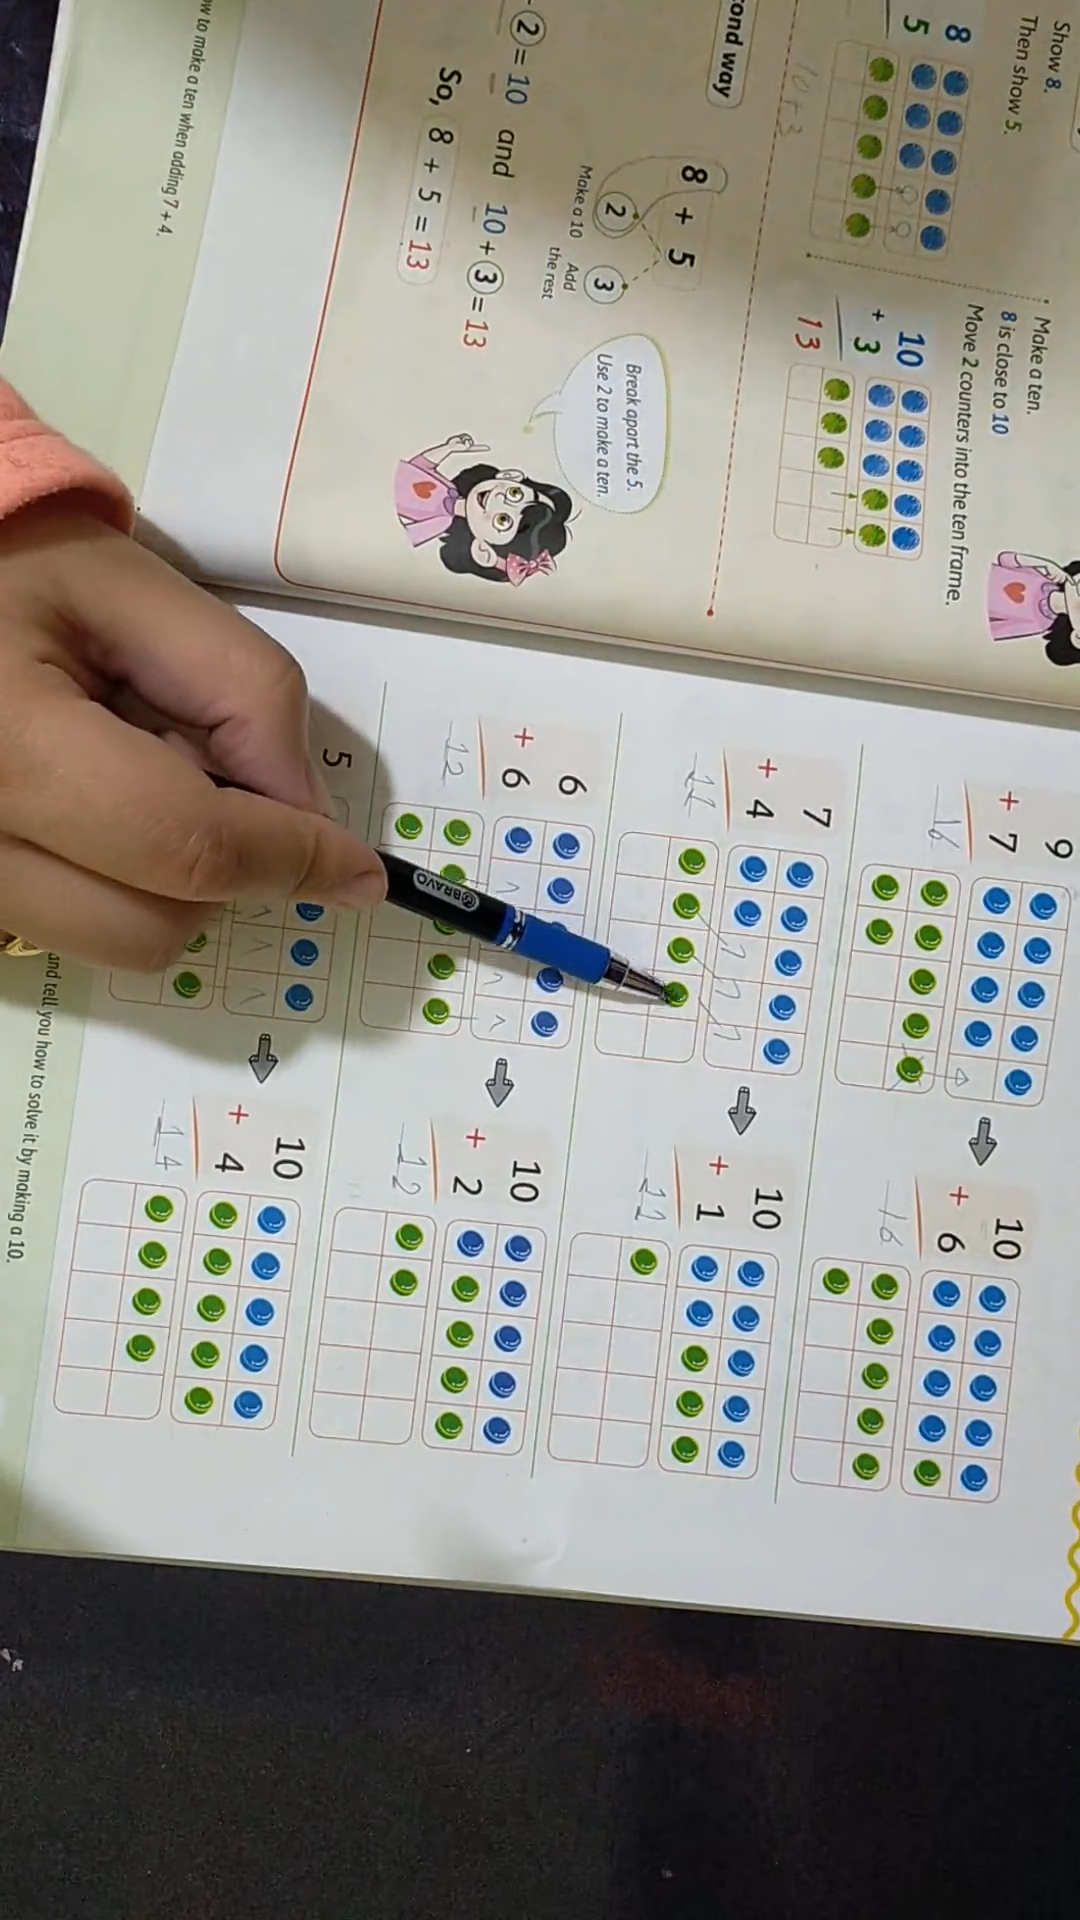 Show 8.
Then show 5.
8
5
10 + 3
Make a ten.
8 is close to 10
Move 2 counters into the ten frame.
10
+ 3
13
ond way
8 + 5
2
3
Make a 10
Add
the rest
Break apart the 5.
Use 2 to make a ten.
2 = 10 and 10 + 3 = 13
So, 8 + 5 = 13
w to make a ten when adding 7 + 4.
9
+ 7
16
10
+ 6
16
7
+ 4
11
10
+ 1
11
6
+ 6
12
10
+ 2
12
5
10
+ 4
14
and tell you how to solve it by making a 10.
BRAVO